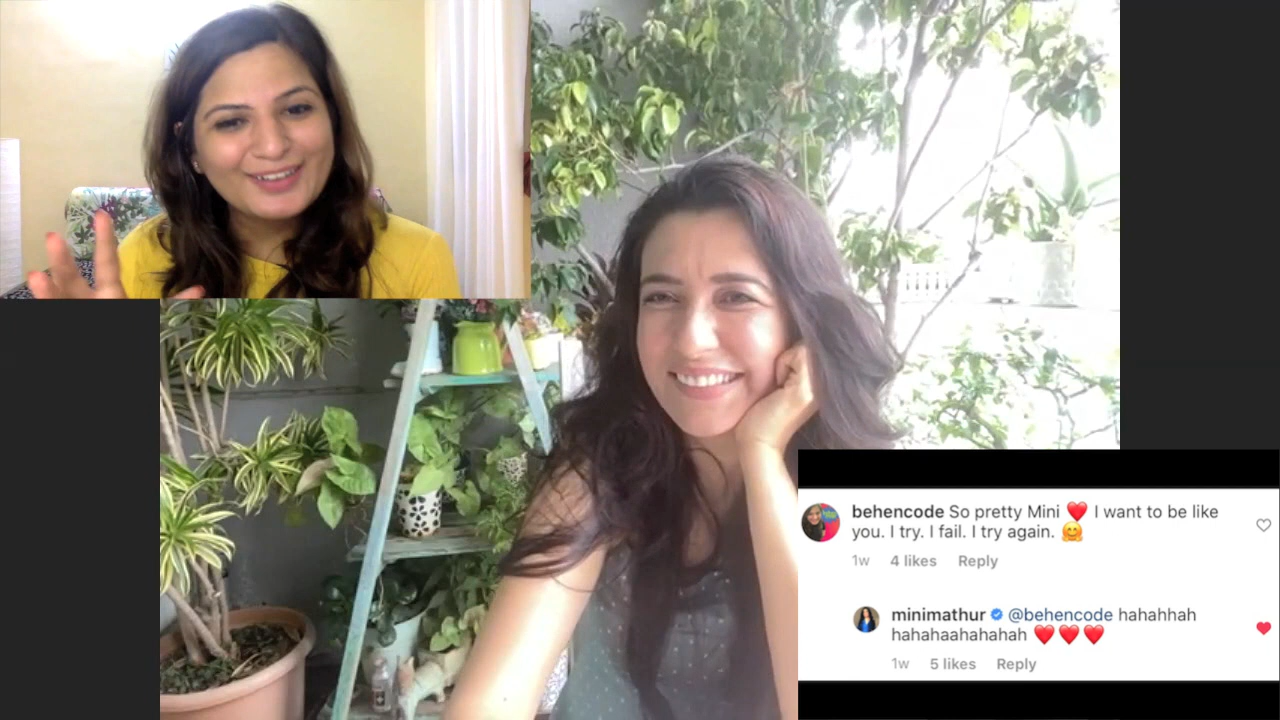 behencode So pretty Mini ❤️ I want to be like
you. I try. I fail. I try again. 🤗
1w 4 likes Reply
minimathur @behencode hahahhah
hahahaahahahah ❤️❤️❤️
1w 5 likes Reply